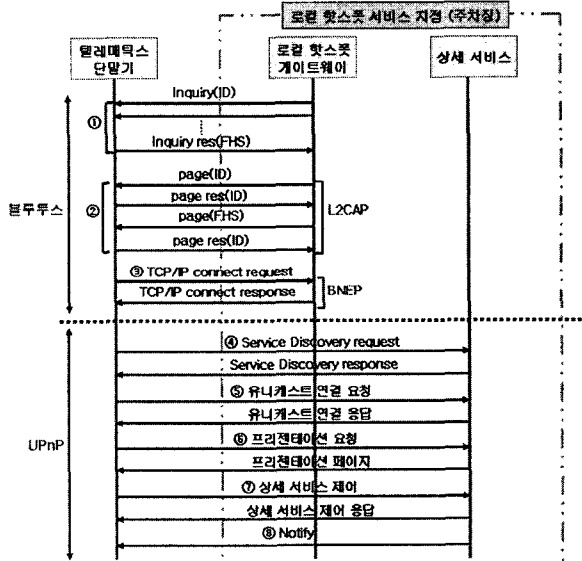 로컬 핫스폿 서비스 지점 (주차장)
텔레매틱스
단말기
로컬 핫스폿
게이트웨이
상세 서비스
Inquiry(ID)
①
Inquiry res(FHS)
page(ID)
page res(ID)
블루투스
②
L2CAP
page(FHS)
page res(ID)
③ TCP/IP connect request
TCP/IP connect response
BNEP
④ Service Discovery request
Service Discovery response
⑤ 유니캐스트 연결 요청
유니캐스트 연결 응답
UPnP
⑥ 프리젠테이션 요청
프리젠테이션 페이지
⑦ 상세 서비스 제어
상세 서비스 제어 응답
⑧ Notify